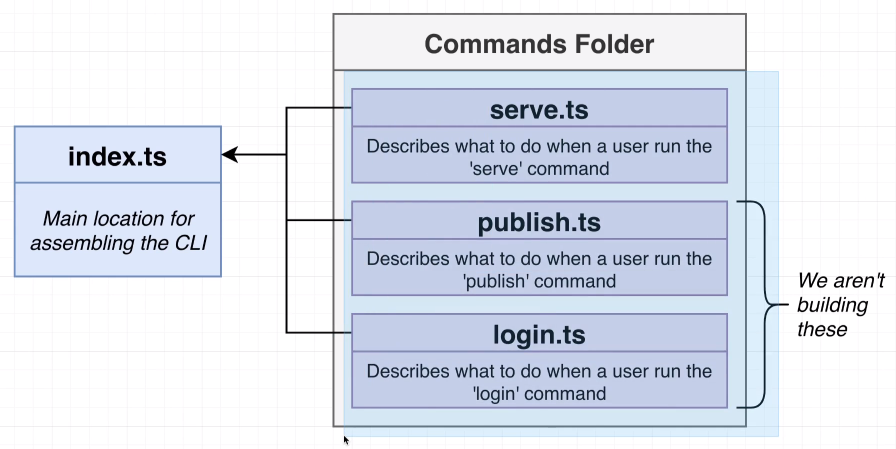 Commands Folder
serve.ts
Describes what to do when a user run the
'serve' command
index.ts
Main location for
assembling the CLI
publish.ts
Describes what to do when a user run the
'publish' command
We aren't
building
these
login.ts
Describes what to do when a user run the
'login' command